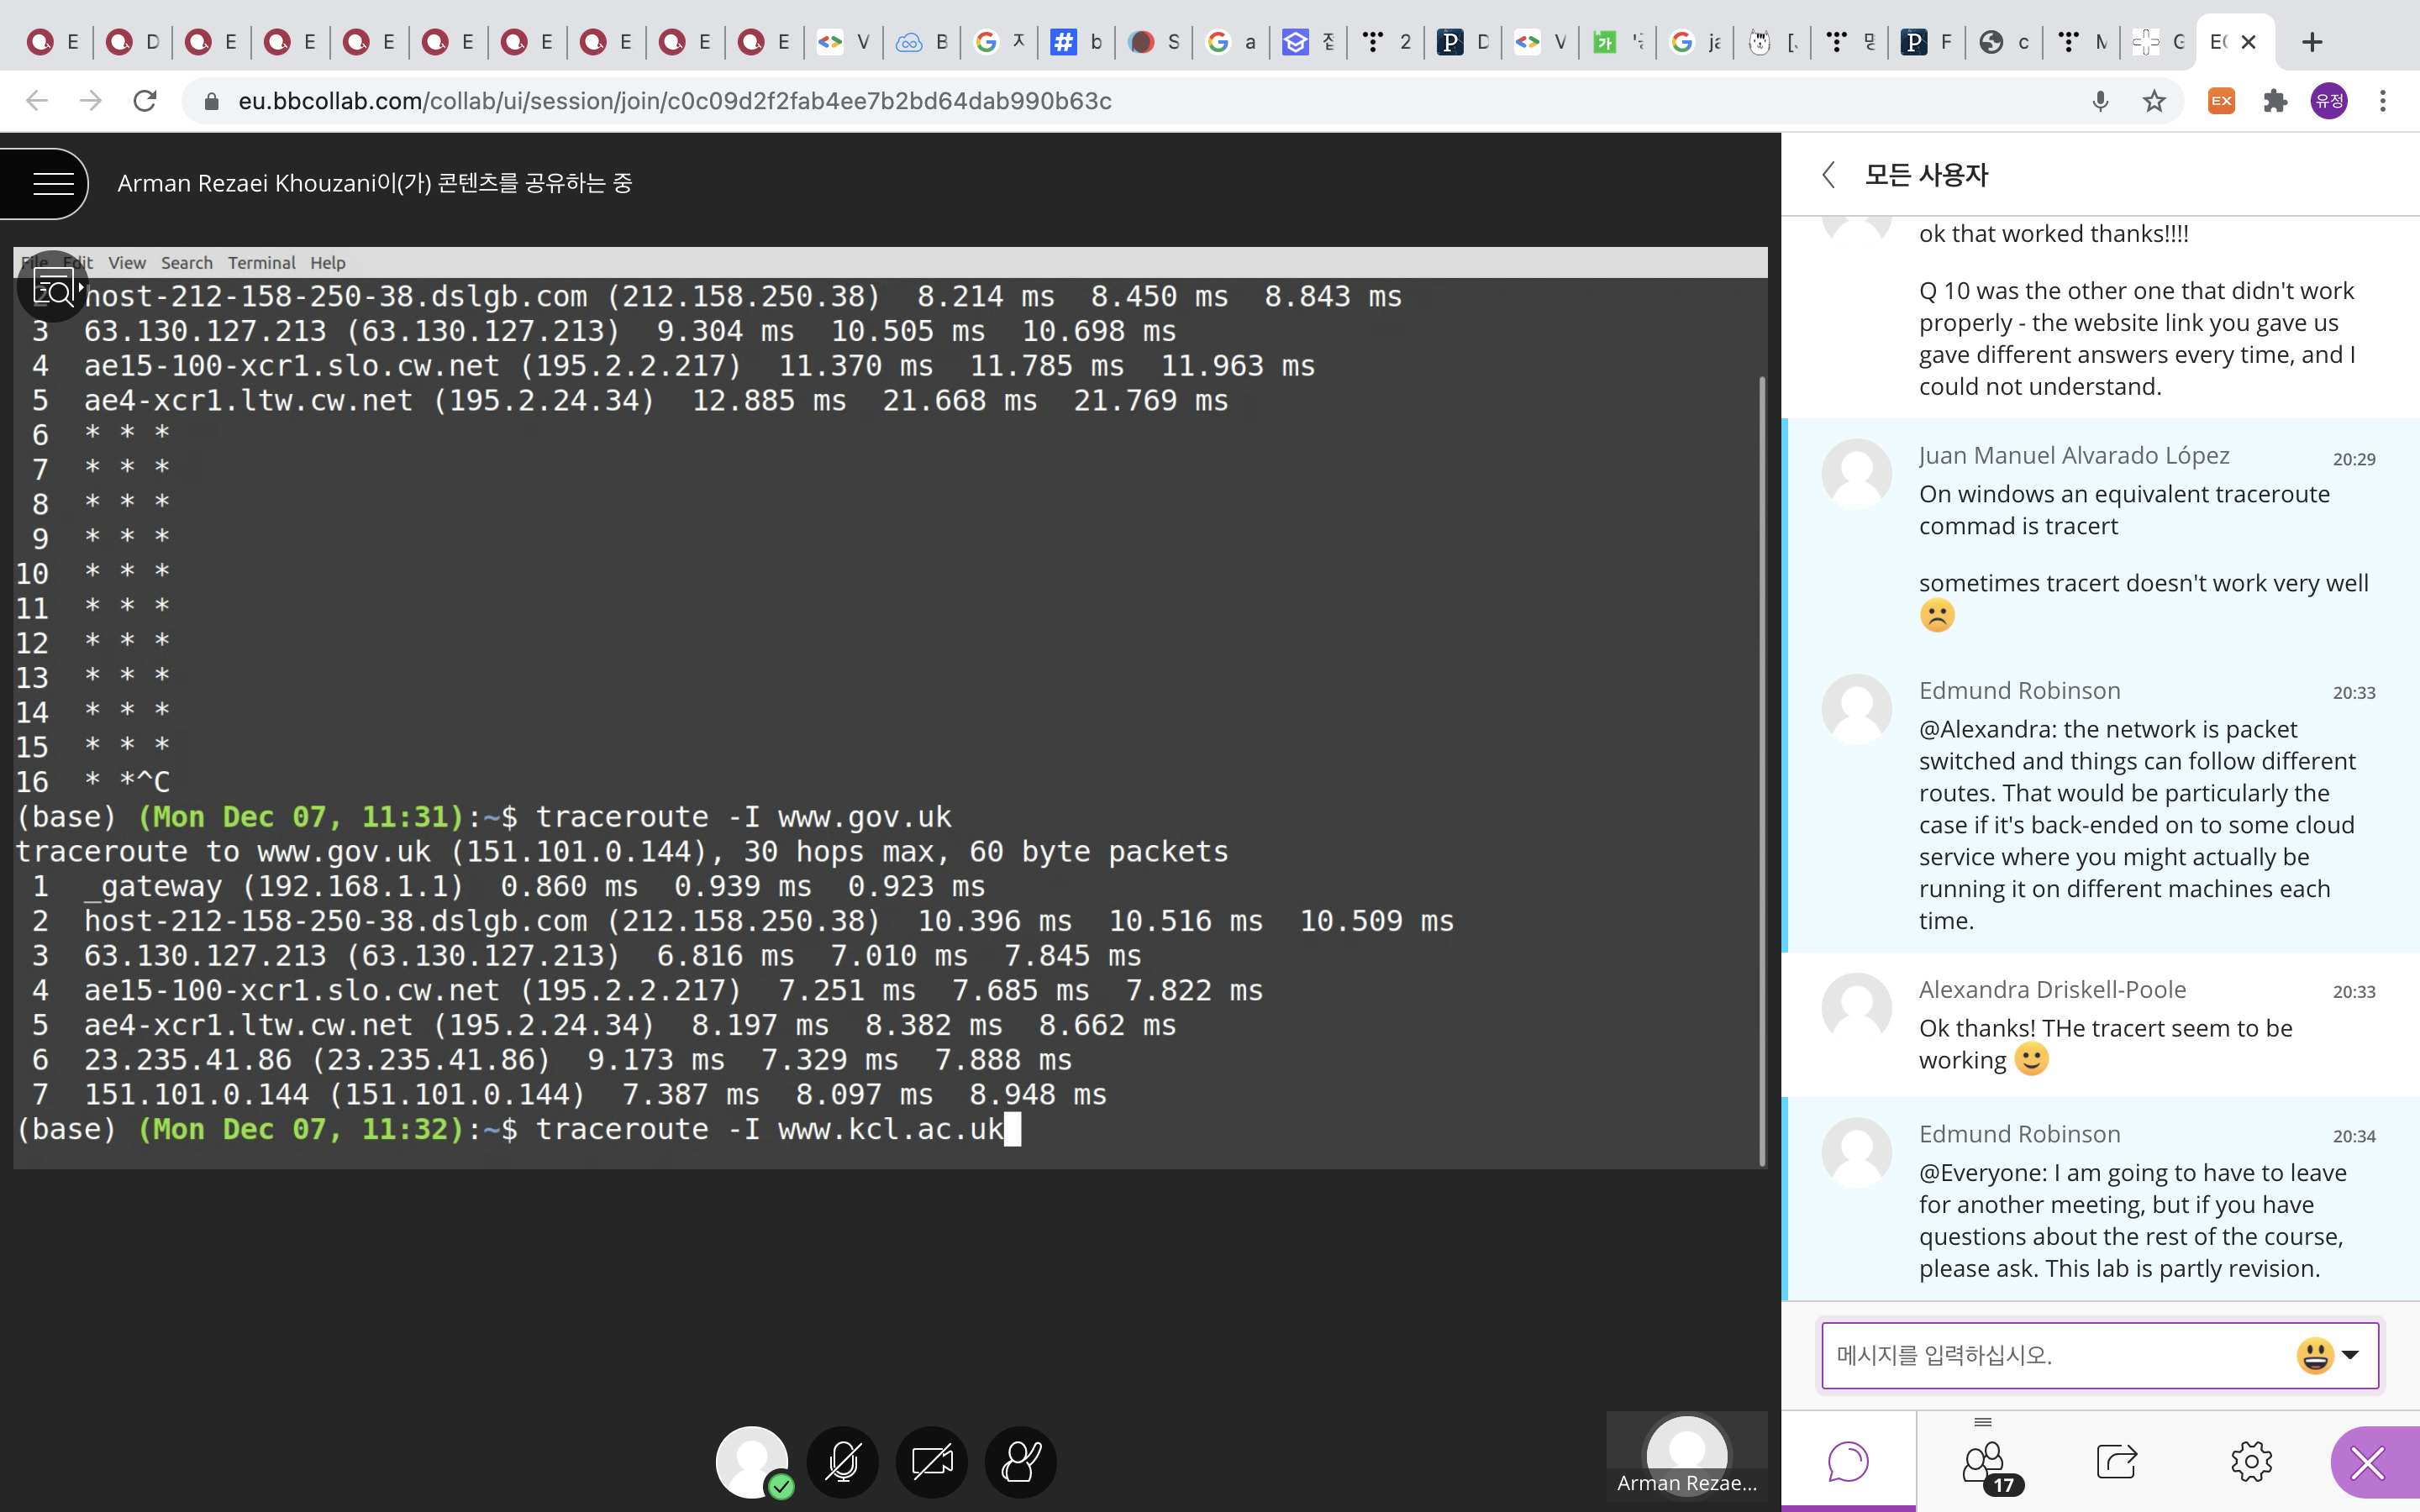 E
D
E
E
E
E
E
E
E
E
V
B
ㅈ
b
S
a
2
D
V
[
F
c
M
G
eu.bbcollab.com/collab/ui/session/join/c0c09d2f2fab4ee7b2bd64dab990b63c
EX
유정
Arman Rezaei Khouzani이(가) 콘텐츠를 공유하는 중
File Edit View Search Terminal Help
2 host-212-158-250-38.dslgb.com (212.158.250.38) 8.214 ms 8.450 ms 8.843 ms
3 63.130.127.213 (63.130.127.213) 9.304 ms 10.505 ms 10.698 ms
4 ae15-100-xcr1.slo.cw.net (195.2.2.217) 11.370 ms 11.785 ms 11.963 ms
5 ae4-xcr1.ltw.cw.net (195.2.24.34) 12.885 ms 21.668 ms 21.769 ms
6 * * *
7 * * *
8 * * *
9 * * *
10 * * *
11 * * *
12 * * *
13 * * *
14 * * *
15 * * *
16 * *^C
(base) (Mon Dec 07, 11:31):~$ traceroute -I www.gov.uk
traceroute to www.gov.uk (151.101.0.144), 30 hops max, 60 byte packets
1 _gateway (192.168.1.1) 0.860 ms 0.939 ms 0.923 ms
2 host-212-158-250-38.dslgb.com (212.158.250.38) 10.396 ms 10.516 ms 10.509 ms
3 63.130.127.213 (63.130.127.213) 6.816 ms 7.010 ms 7.845 ms
4 ae15-100-xcr1.slo.cw.net (195.2.2.217) 7.251 ms 7.685 ms 7.822 ms
5 ae4-xcr1.ltw.cw.net (195.2.24.34) 8.197 ms 8.382 ms 8.662 ms
6 23.235.41.86 (23.235.41.86) 9.173 ms 7.329 ms 7.888 ms
7 151.101.0.144 (151.101.0.144) 7.387 ms 8.097 ms 8.948 ms
(base) (Mon Dec 07, 11:32):~$ traceroute -I www.kcl.ac.uk
Arman Rezae...
모든 사용자
ok that worked thanks!!!!
Q 10 was the other one that didn't work
properly - the website link you gave us
gave different answers every time, and I
could not understand.
Juan Manuel Alvarado López 20:29
On windows an equivalent traceroute
commad is tracert
sometimes tracert doesn't work very well
Edmund Robinson 20:33
@Alexandra: the network is packet
switched and things can follow different
routes. That would be particularly the
case if it's back-ended on to some cloud
service where you might actually be
running it on different machines each
time.
Alexandra Driskell-Poole 20:33
Ok thanks! THe tracert seem to be
working
Edmund Robinson 20:34
@Everyone: I am going to have to leave
for another meeting, but if you have
questions about the rest of the course,
please ask. This lab is partly revision.
메시지를 입력하십시오.
17